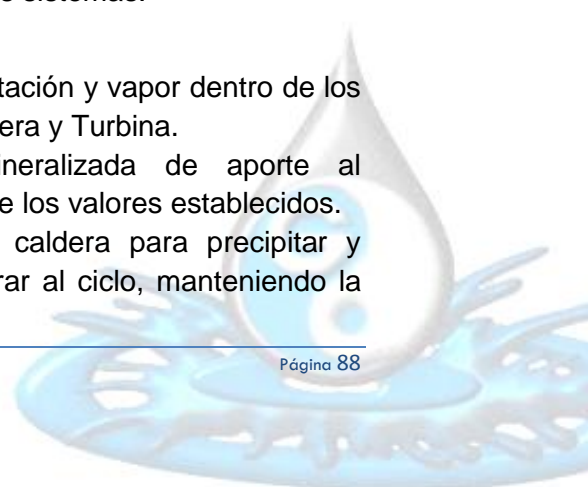 sistemas.
tación y vapor dentro de los
era y Turbina.
ineralizada de aporte al
e los valores establecidos.
caldera para precipitar y
rar al ciclo, manteniendo la
Página 88